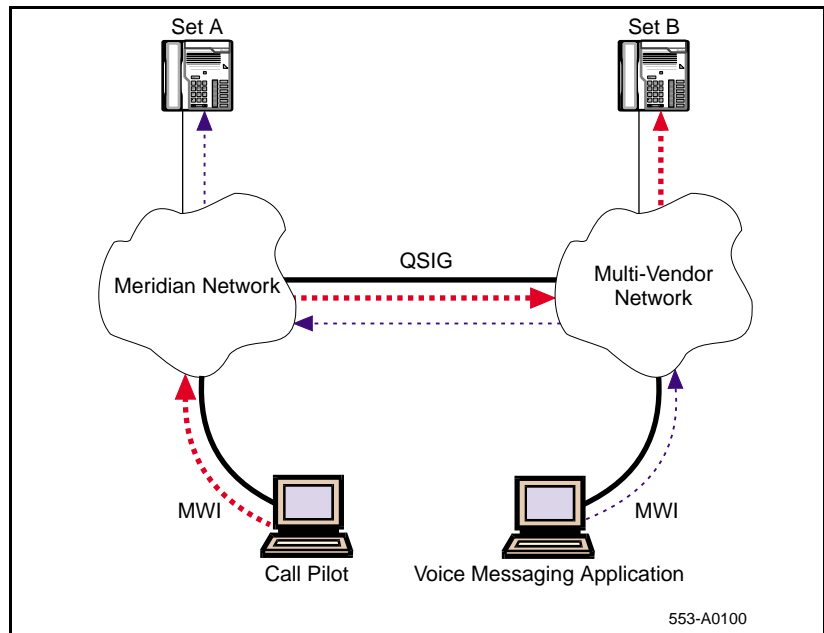 Set A
Set B
QSIG
Meridian Network
Multi-Vendor
Network
MWI
MWI
Call Pilot
Voice Messaging Application
553-A0100